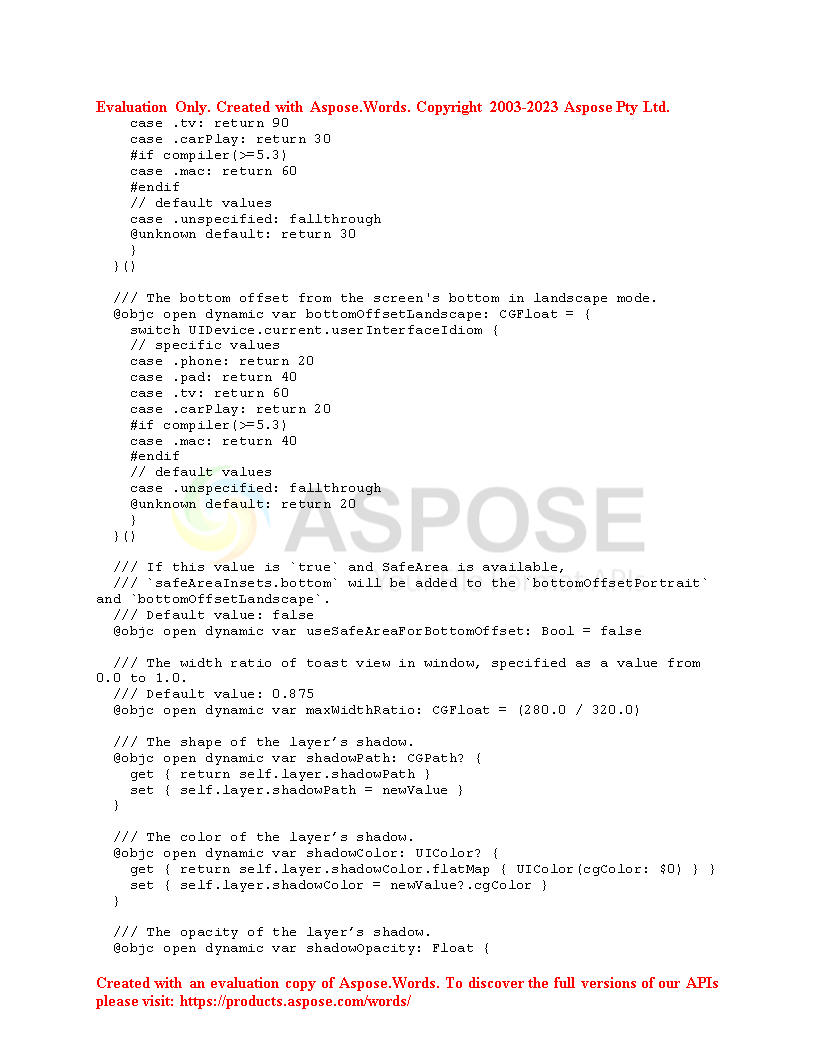 Evaluation Only. Created with Aspose.Words. Copyright 2003-2023 Aspose Pty Ltd.
    case .tv: return 90
    case .carPlay: return 30
    #if compiler(>=5.3)
    case .mac: return 60
    #endif
    // default values
    case .unspecified: fallthrough
    @unknown default: return 30
    }
  }()

  /// The bottom offset from the screen's bottom in landscape mode.
  @objc open dynamic var bottomOffsetLandscape: CGFloat = {
    switch UIDevice.current.userInterfaceIdiom {
    // specific values
    case .phone: return 20
    case .pad: return 40
    case .tv: return 60
    case .carPlay: return 20
    #if compiler(>=5.3)
    case .mac: return 40
    #endif
    // default values
    case .unspecified: fallthrough
    @unknown default: return 20
    }
  }()
ASPOSE

  /// If this value is `true` and SafeArea is available,
  /// `safeAreaInsets.bottom` will be added to the `bottomOffsetPortrait`
and `bottomOffsetLandscape`.
  /// Default value: false
  @objc open dynamic var useSafeAreaForBottomOffset: Bool = false

  /// The width ratio of toast view in window, specified as a value from
0.0 to 1.0.
  /// Default value: 0.875
  @objc open dynamic var maxWidthRatio: CGFloat = (280.0 / 320.0)

  /// The shape of the layer’s shadow.
  @objc open dynamic var shadowPath: CGPath? {
    get { return self.layer.shadowPath }
    set { self.layer.shadowPath = newValue }
  }

  /// The color of the layer’s shadow.
  @objc open dynamic var shadowColor: UIColor? {
    get { return self.layer.shadowColor.flatMap { UIColor(cgColor: $0) } }
    set { self.layer.shadowColor = newValue?.cgColor }
  }

  /// The opacity of the layer’s shadow.
  @objc open dynamic var shadowOpacity: Float {

Created with an evaluation copy of Aspose.Words. To discover the full versions of our APIs
please visit: https://products.aspose.com/words/